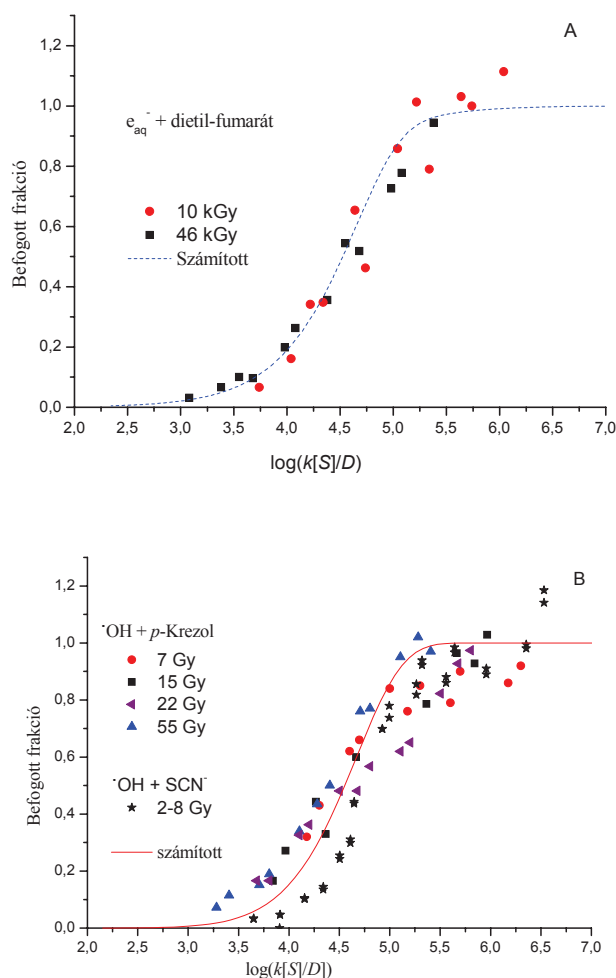 A
1,2
1,0
0,8
0,6
0,4
0,2
0,0
Befogott frakció
e_aq^- + dietil-fumarát
10 kGy
46 kGy
Számított
2,0 2,5 3,0 3,5 4,0 4,5 5,0 5,5 6,0 6,5 7,0
log(k[S]/D)
B
1,2
1,0
0,8
0,6
0,4
0,2
0,0
Befogott frakció
˙OH + p-Krezol
7 Gy
15 Gy
22 Gy
55 Gy
˙OH + SCN^-
2-8 Gy
számított
2,0 2,5 3,0 3,5 4,0 4,5 5,0 5,5 6,0 6,5 7,0
log(k[S]/D])